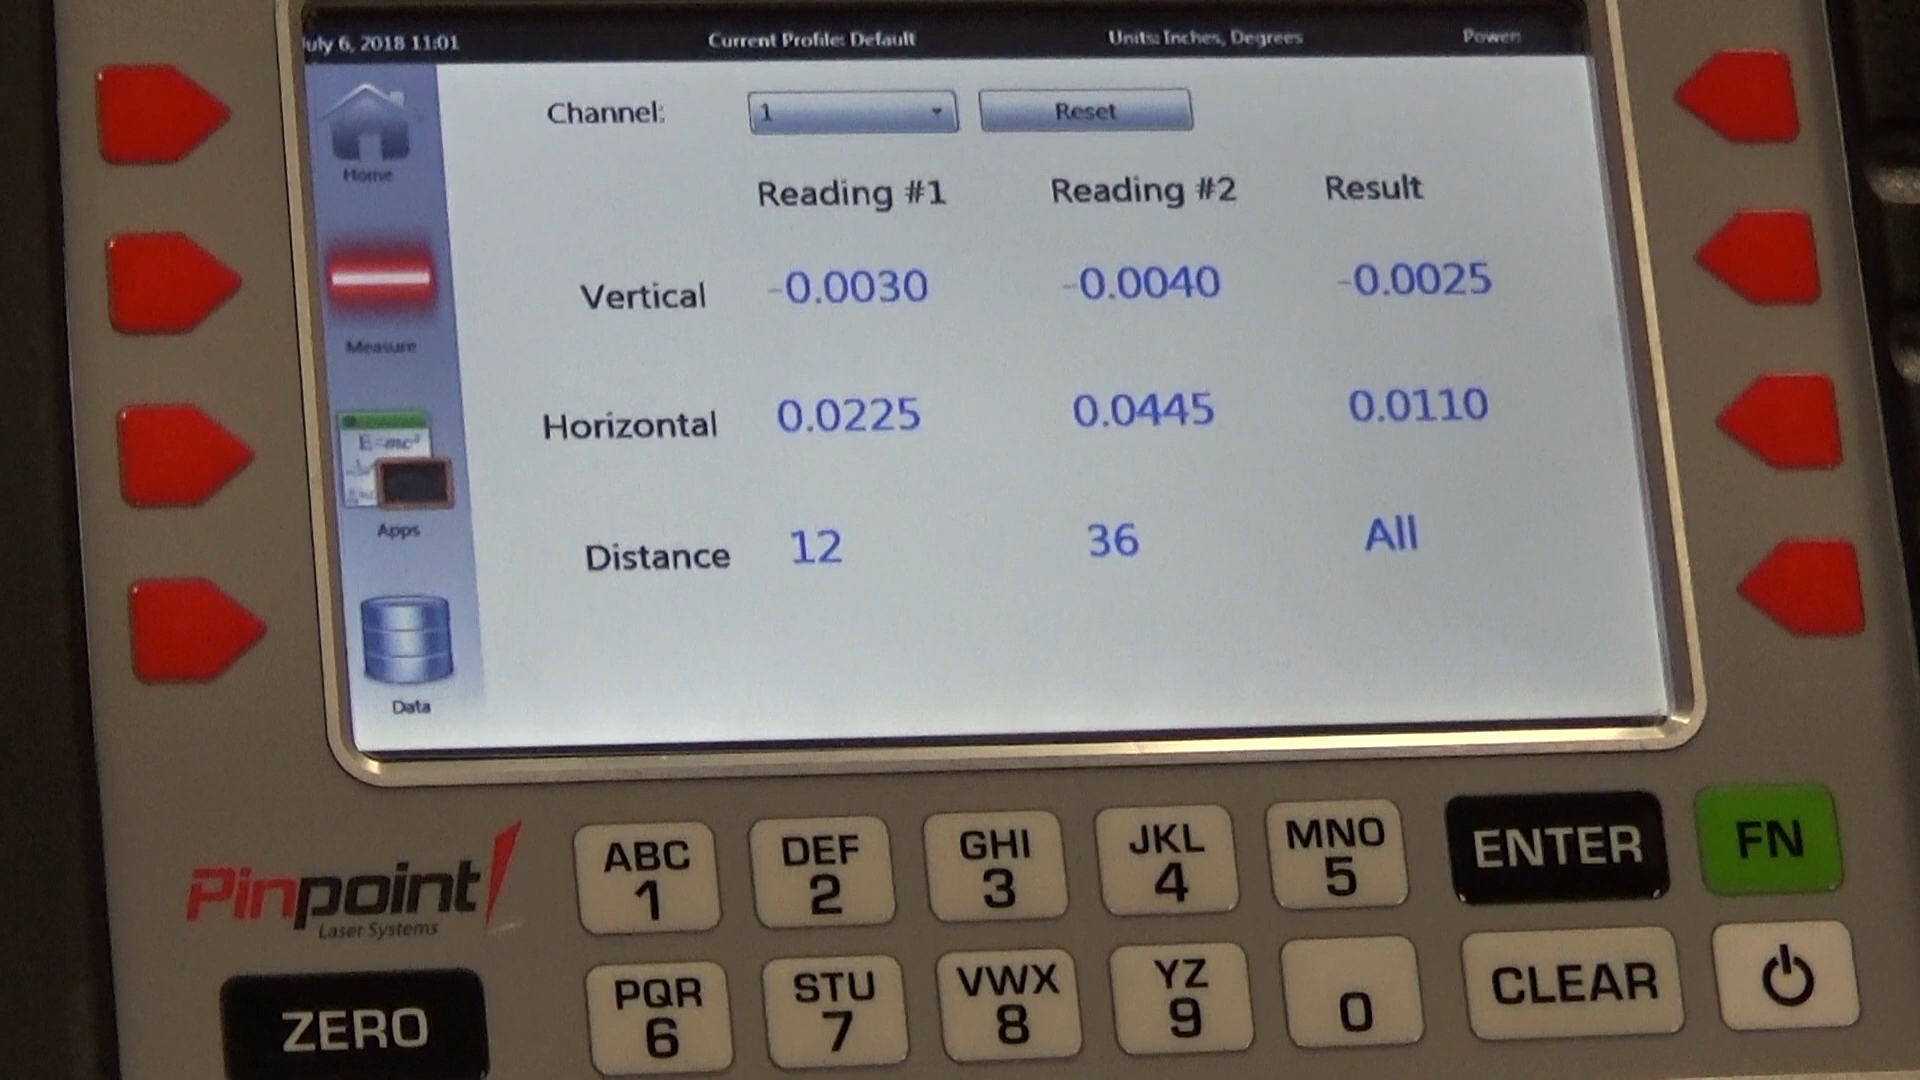 uly 6, 2018 11:01 Current Profile: Default Units: Inches, Degrees Power:
Channel: 1 Reset
Home
Reading #1 Reading #2 Result
Vertical -0.0030 -0.0040 -0.0025
Measure
Horizontal 0.0225 0.0445 0.0110
E=mc²
Apps
Distance 12 36 All
Data
Pinpoint
Laser Systems
ABC DEF GHI JKL MNO
1 2 3 4 5
ENTER FN
ZERO
PQR STU VWX YZ
6 7 8 9 0
CLEAR